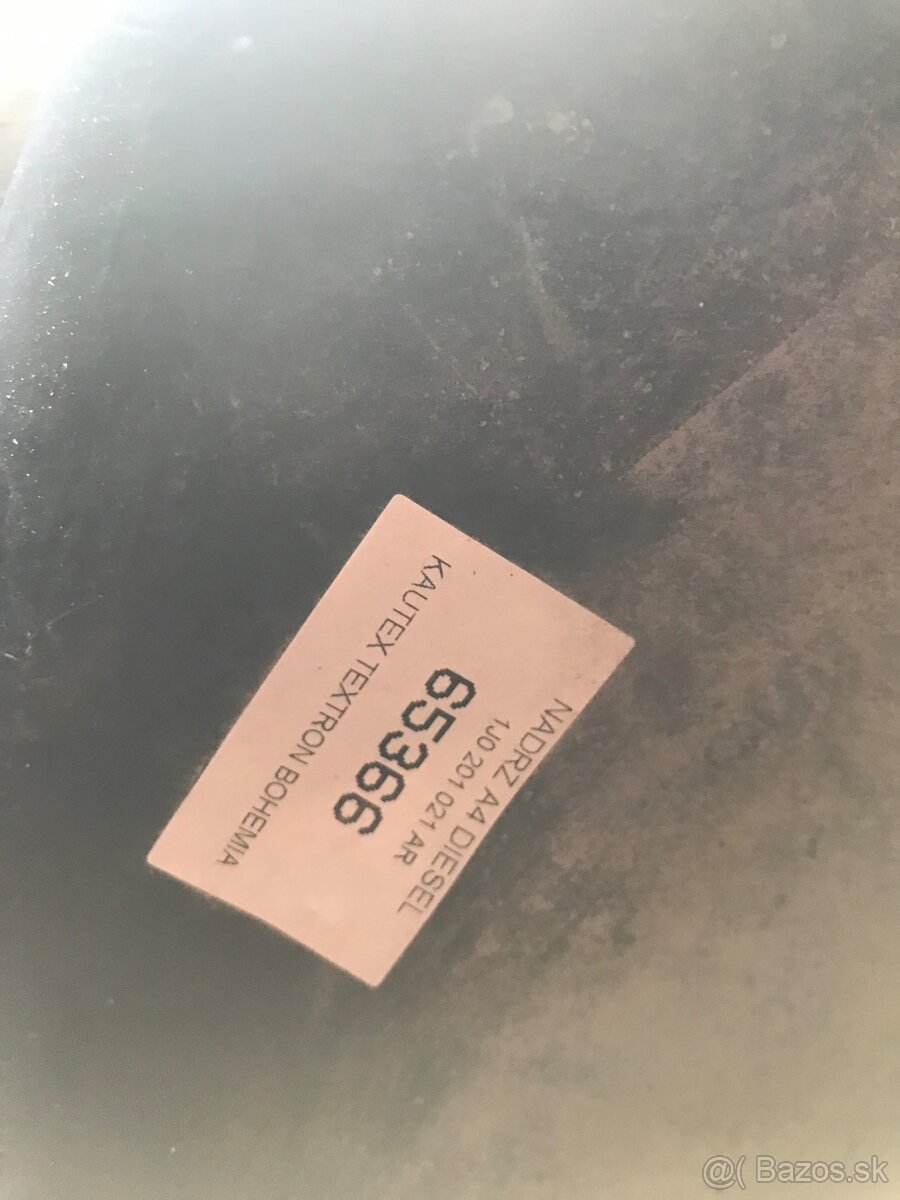 NADRZ A4 DIESEL
1J0 201 021 AR
65366
KAUTEX TEXTRON BOHEMIA
@( Bazos.sk